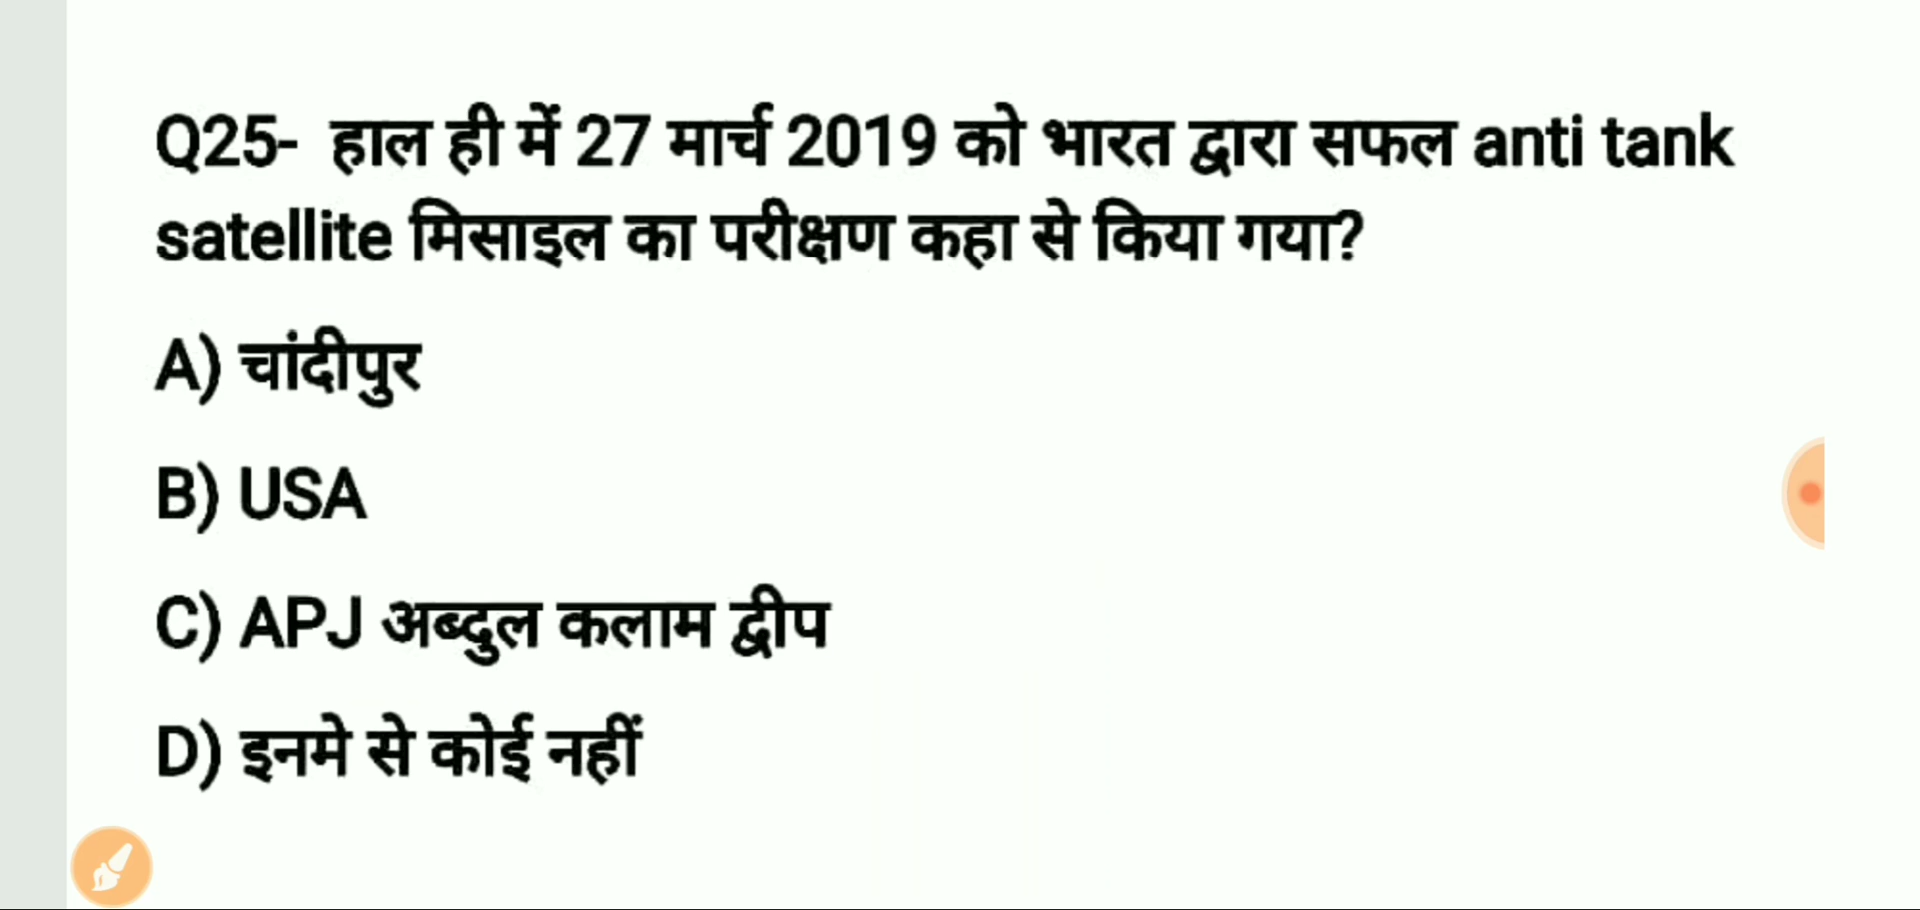 Q25- हाल ही में 27 मार्च 2019 को भारत द्वारा सफल anti tank
satellite मिसाइल का परीक्षण कहा से किया गया?
A) चांदीपुर
B) USA
C) APJ अब्दुल कलाम द्वीप
D) इनमे से कोई नहीं